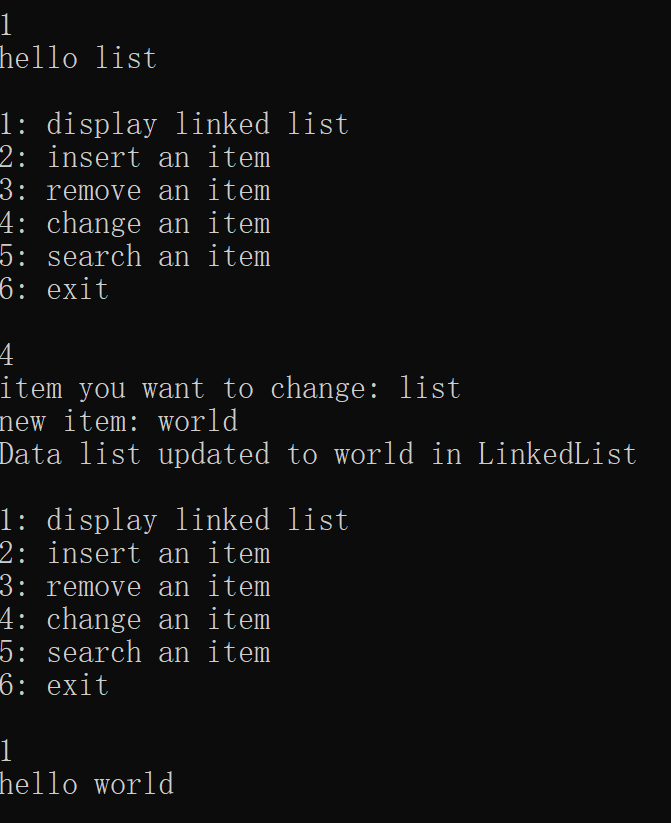 1
hello list
1: display linked list
2: insert an item
3: remove an item
4: change an item
5: search an item
6: exit
4
item you want to change: list
new item: world
Data list updated to world in LinkedList
1: display linked list
2: insert an item
3: remove an item
4: change an item
5: search an item
6: exit
1
hello world